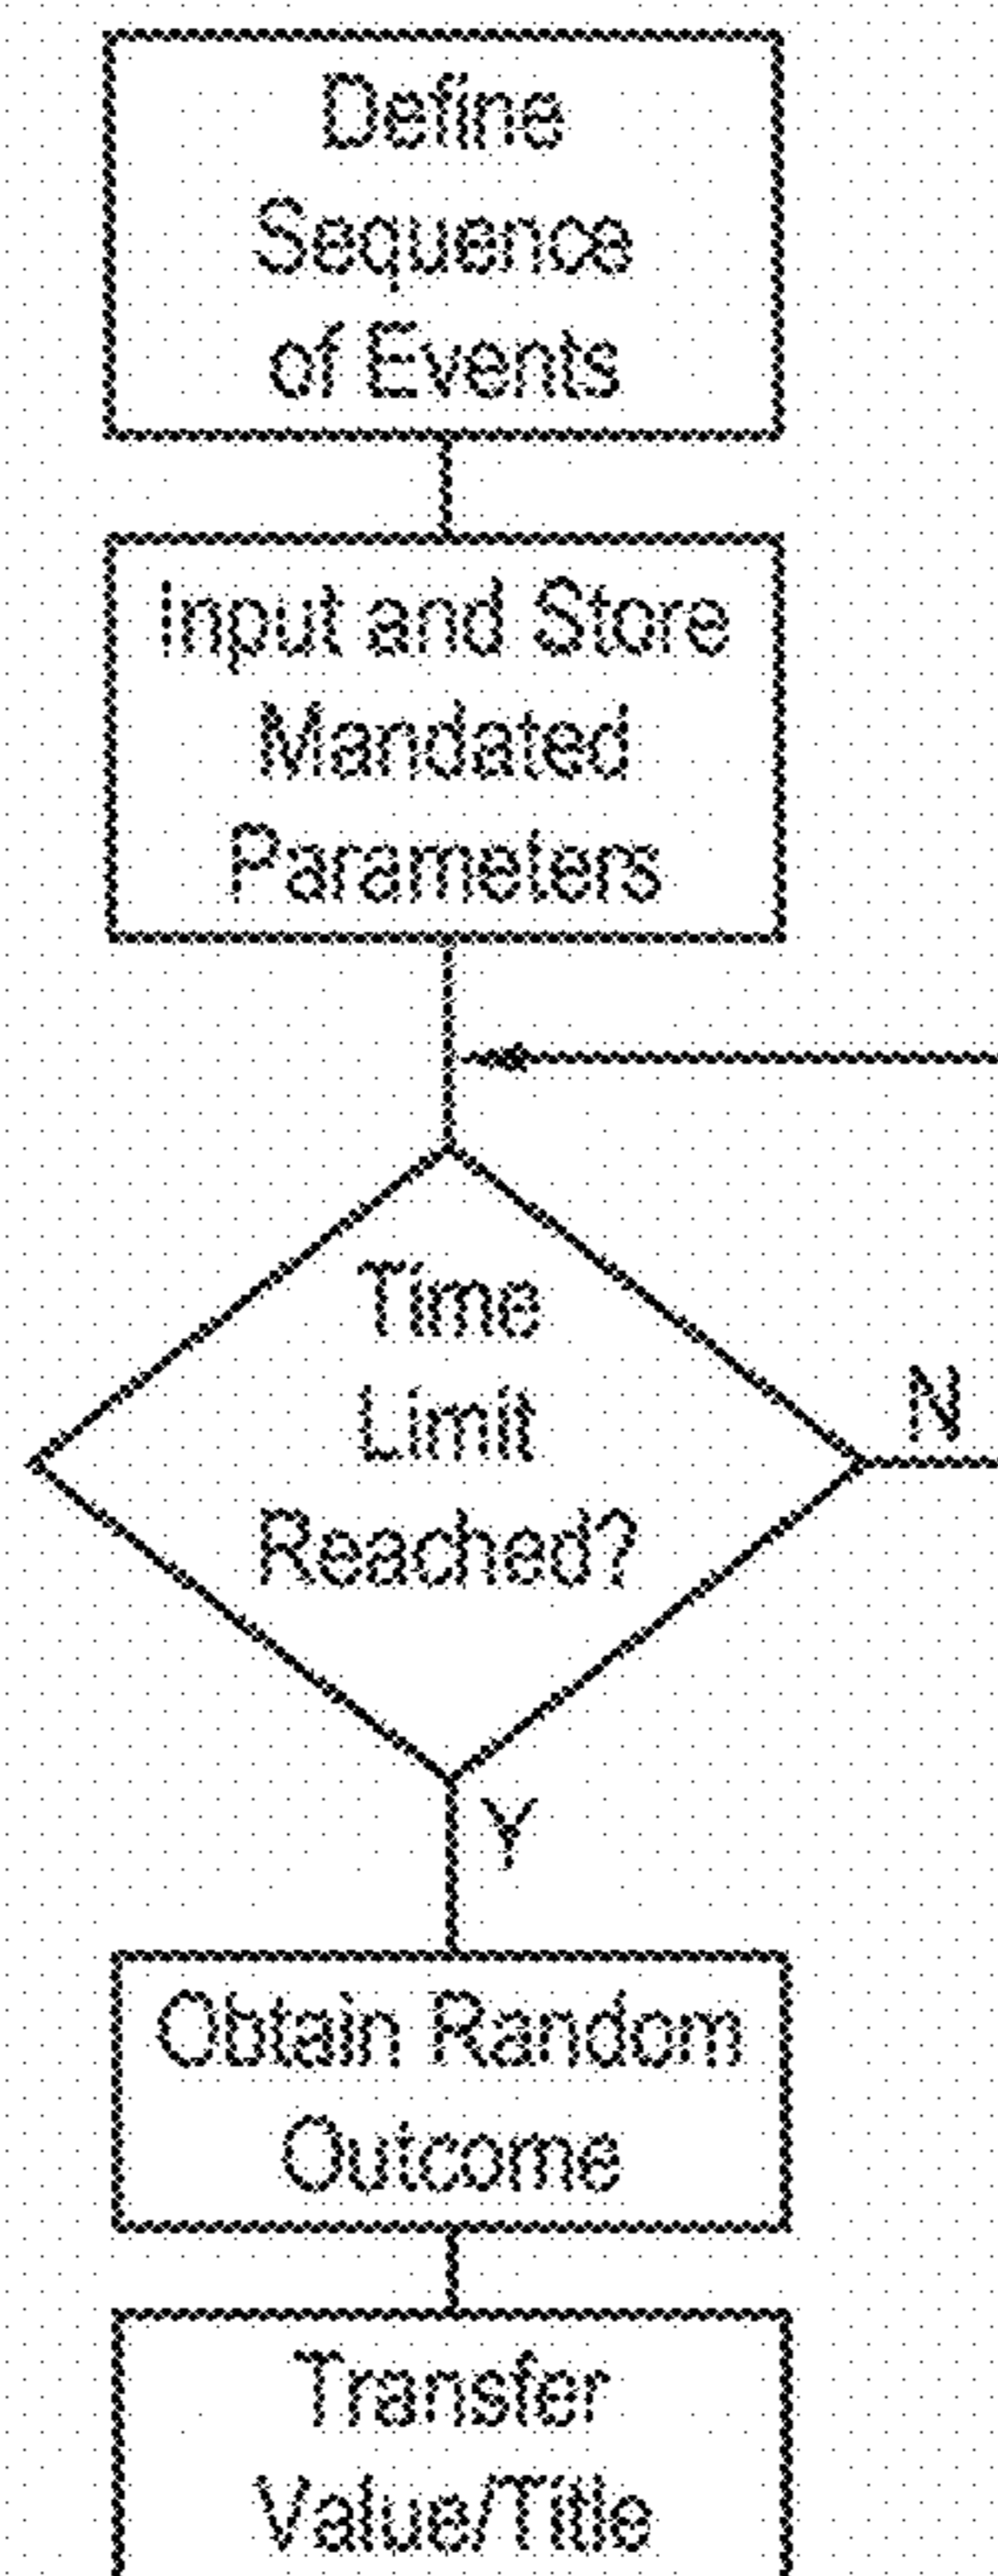 Define
Sequence
of Events
Input and Store
Mandated
Parameters
Time
Limit
Reached?
N
Y
Obtain Random
Outcome
Transfer
Value/Title